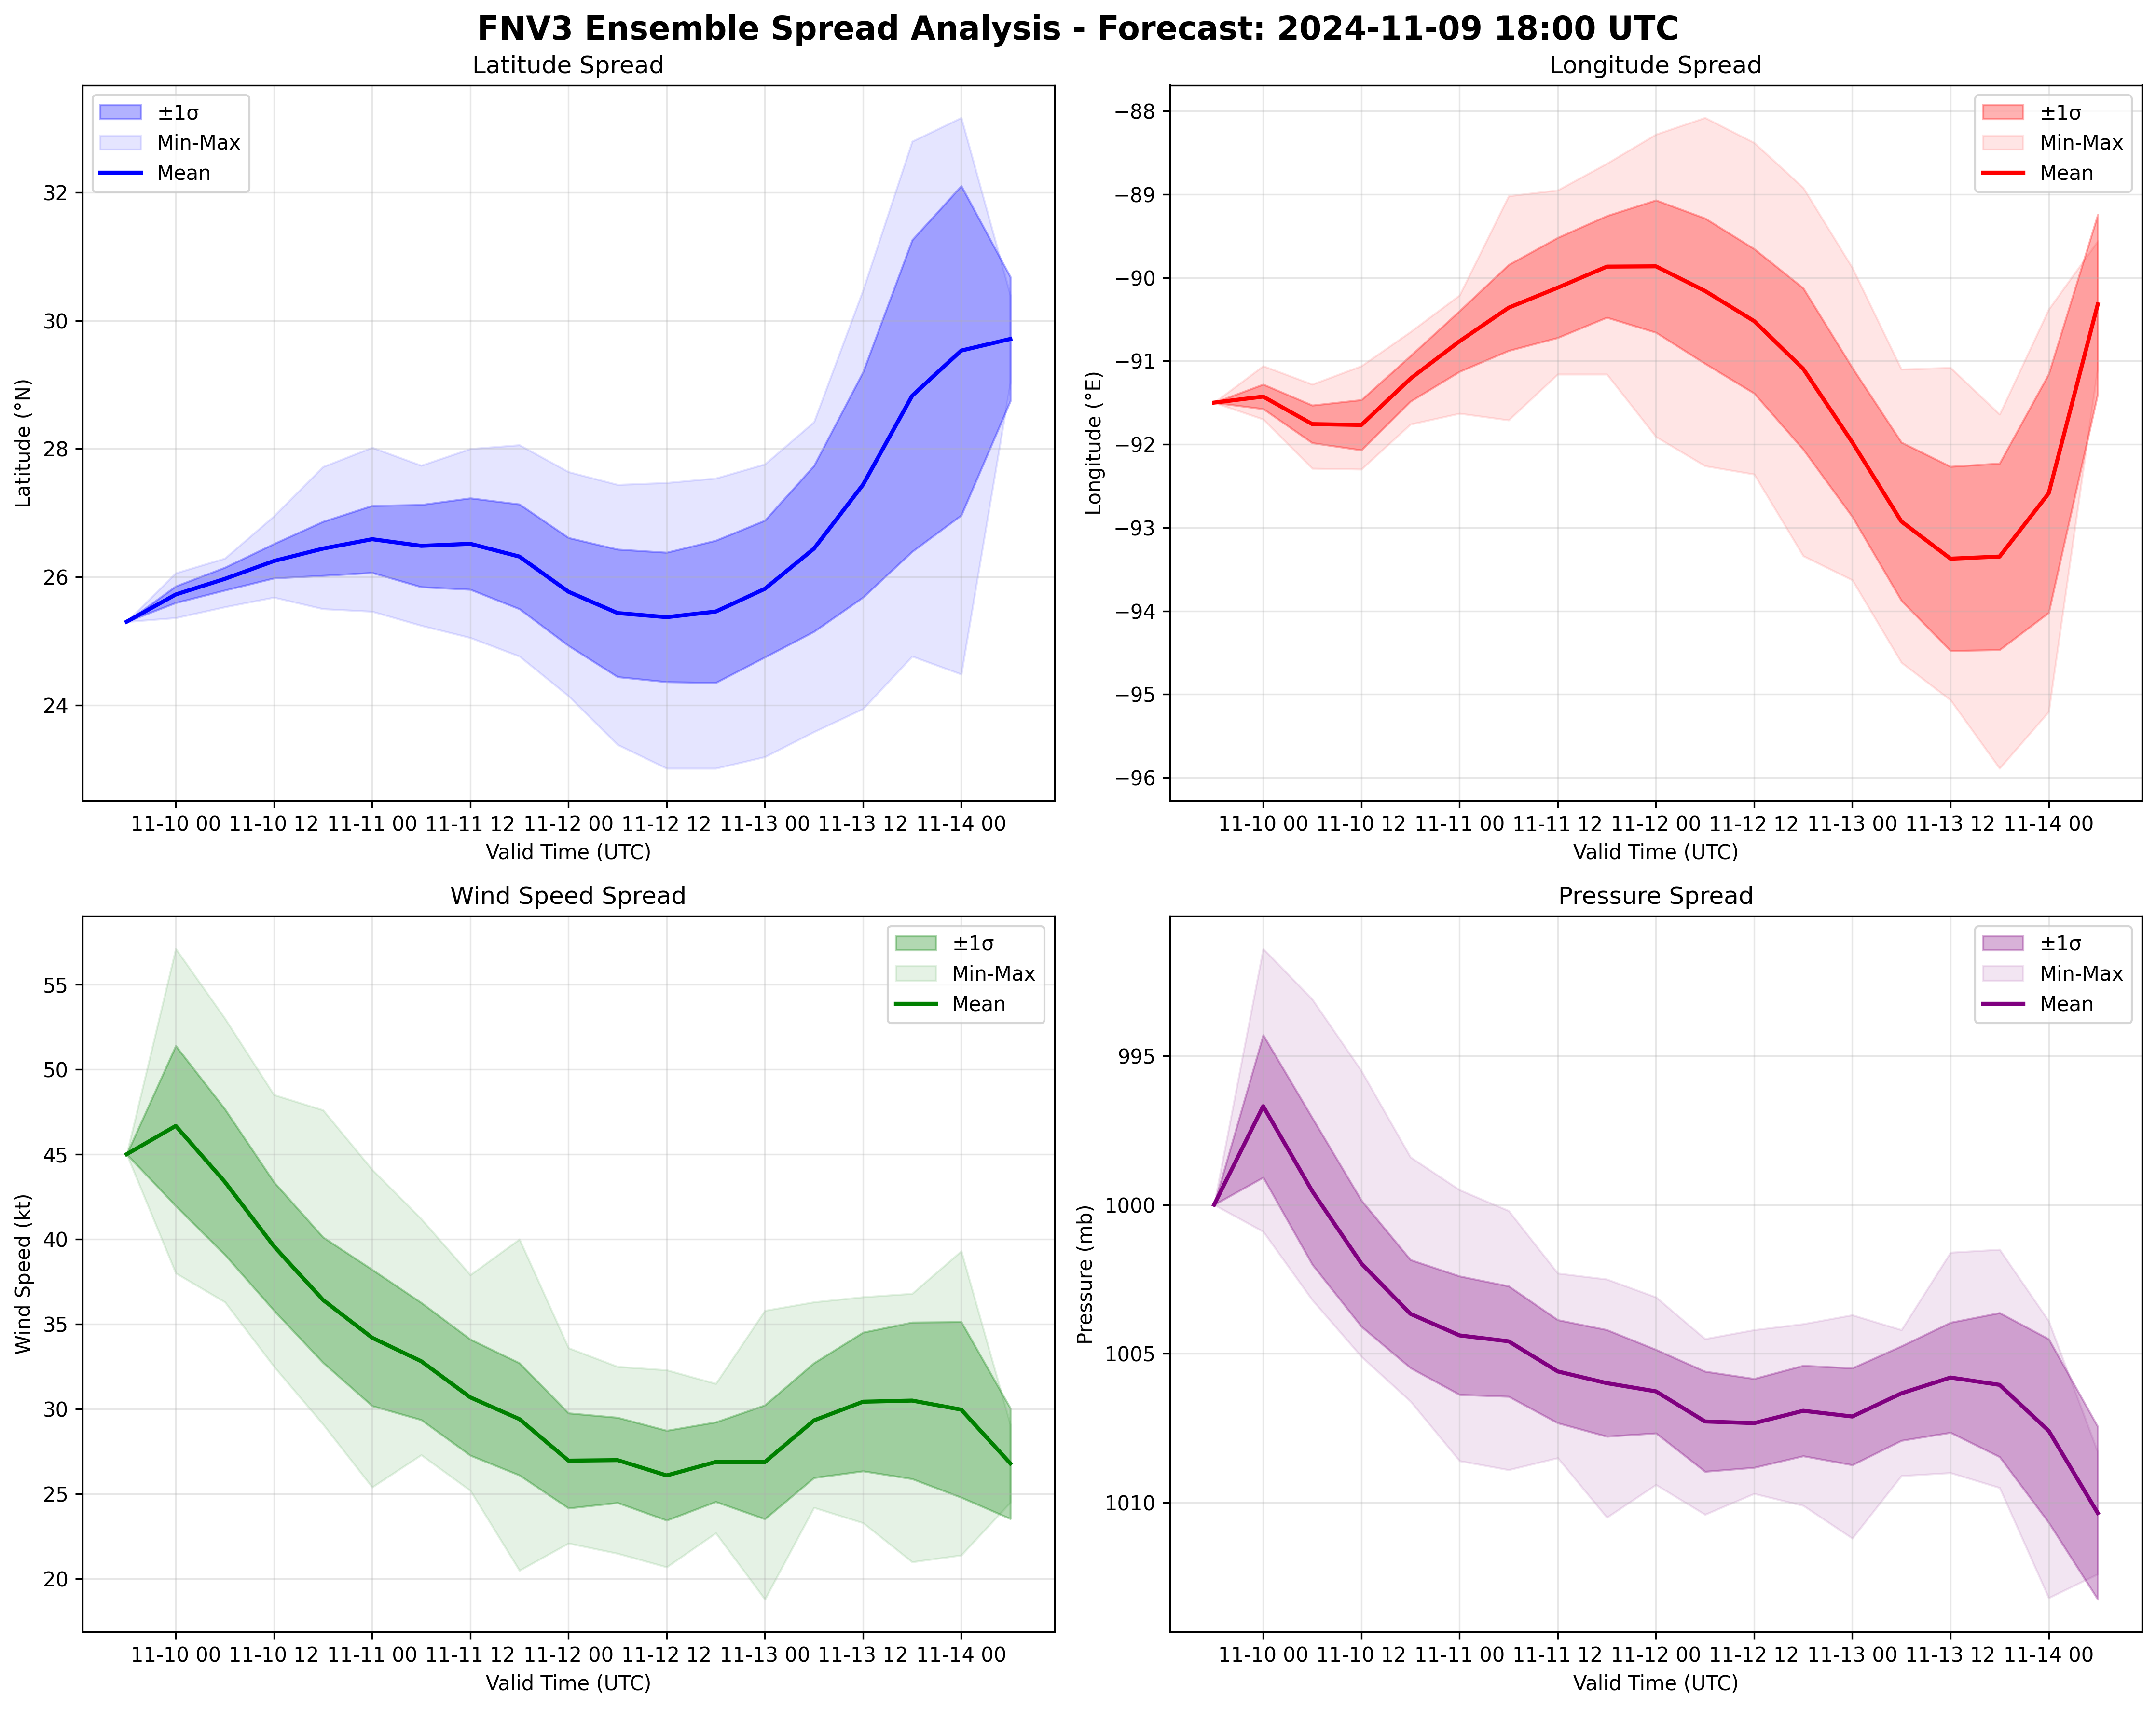 FNV3 Ensemble Spread Analysis - Forecast: 2024-11-09 18:00 UTC
Latitude Spread
±1σ
Min-Max
Mean
32
30
28
26
24
Latitude (°N)
11-10 00 11-10 12 11-11 00 11-11 12 11-12 00 11-12 12 11-13 00 11-13 12 11-14 00
Valid Time (UTC)
Longitude Spread
±1σ
Min-Max
Mean
−88
−89
−90
−91
−92
−93
−94
−95
−96
Longitude (°E)
11-10 00 11-10 12 11-11 00 11-11 12 11-12 00 11-12 12 11-13 00 11-13 12 11-14 00
Valid Time (UTC)
Wind Speed Spread
±1σ
Min-Max
Mean
55
50
45
40
35
30
25
20
Wind Speed (kt)
11-10 00 11-10 12 11-11 00 11-11 12 11-12 00 11-12 12 11-13 00 11-13 12 11-14 00
Valid Time (UTC)
Pressure Spread
±1σ
Min-Max
Mean
995
1000
1005
1010
Pressure (mb)
11-10 00 11-10 12 11-11 00 11-11 12 11-12 00 11-12 12 11-13 00 11-13 12 11-14 00
Valid Time (UTC)